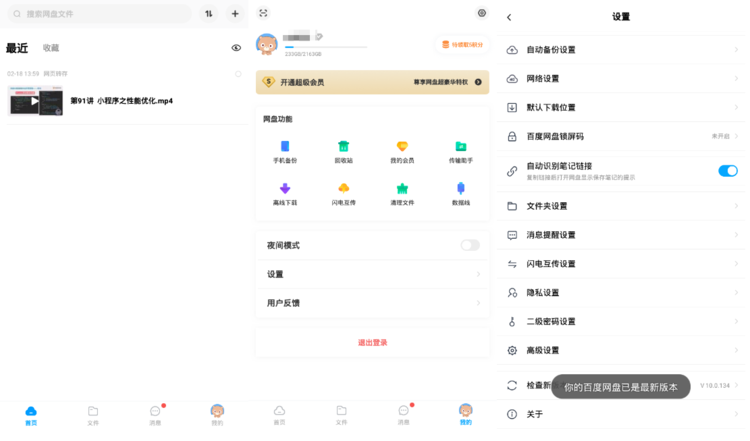 搜索网盘文件
最近
收藏
02-18 13:59 网页转存
第91讲 小程序之性能优化.mp4
首页
文件
消息
我的
233GB/2163GB
待领取5积分
开通超级会员
尊享网盘超豪华特权
网盘功能
手机备份
回收站
我的会员
传输助手
离线下载
闪电互传
清理文件
数据线
夜间模式
设置
用户反馈
退出登录
首页
文件
消息
我的
设置
自动备份设置
网络设置
默认下载位置
百度网盘锁屏码
未开启
自动识别笔记链接
复制链接后打开网盘显示保存笔记的提示
文件夹设置
消息提醒设置
闪电互传设置
隐私设置
二级密码设置
高级设置
检查新
你的百度网盘已是最新版本
V 10.0.134
关于